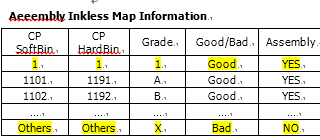 Aeeembly Inkless Map Information.
CP SoftBin CP HardBin Grade Good/Bad Assembly
1 1 1 Good YES
1101 1191 A Good YES
1102 1192 B Good YES
.... .... .... .... ....
Others Others X Bad NO